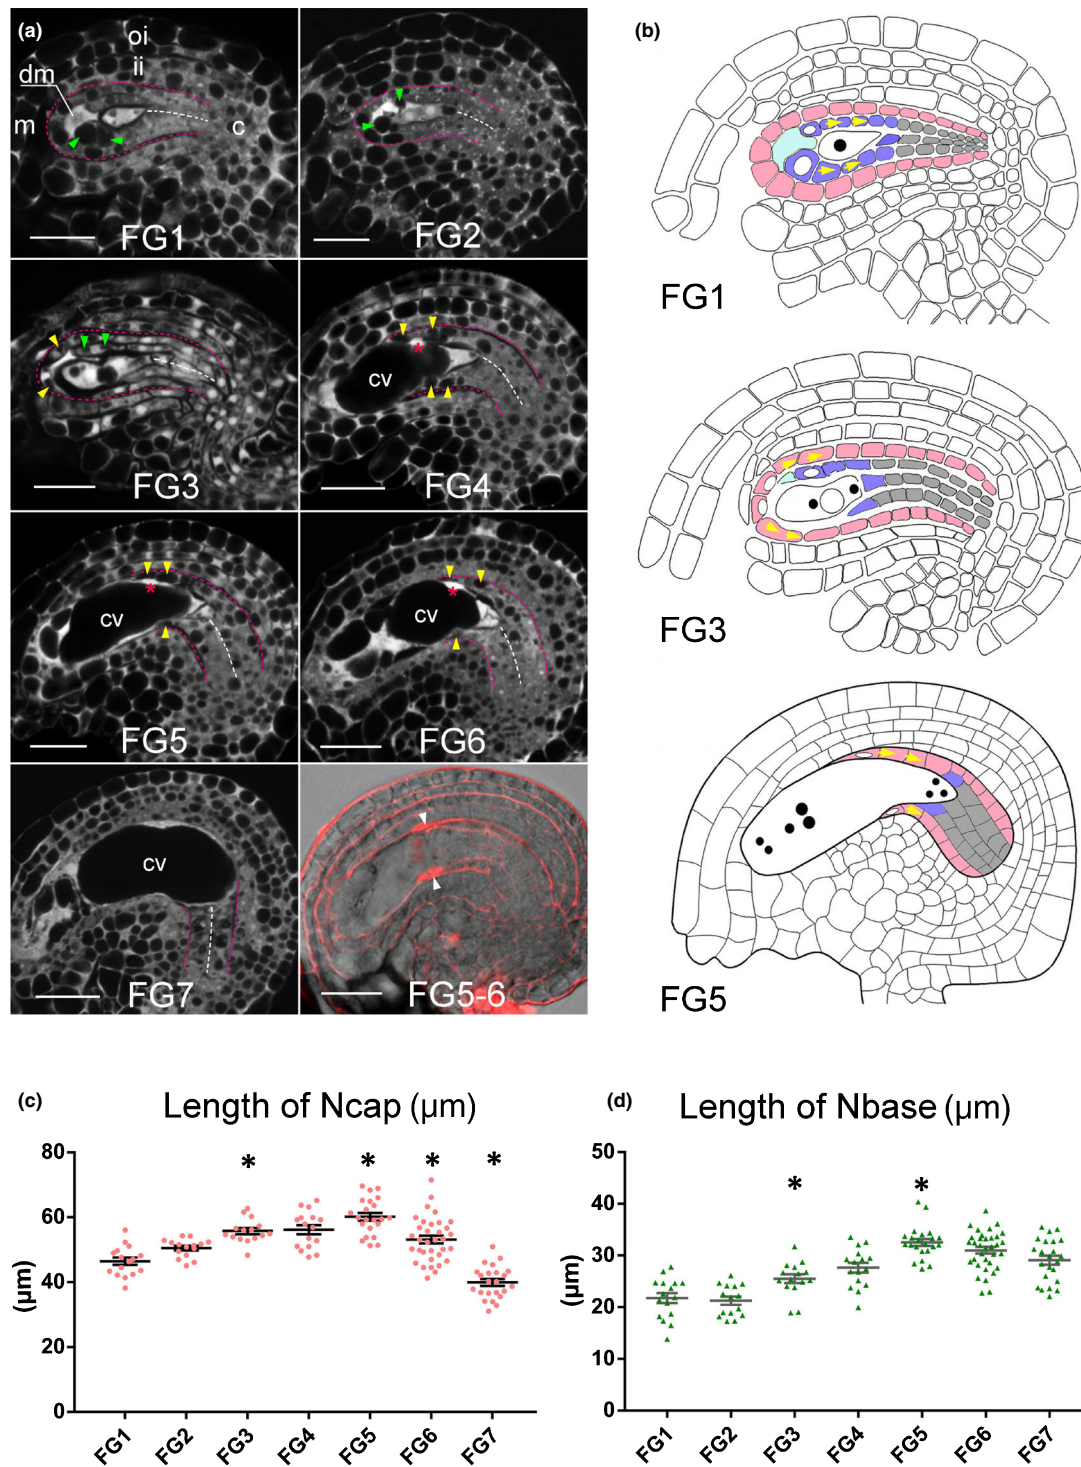 (a)
oi
ii
dm
m
c
FG1
FG2
FG3
cv
FG4
cv
FG5
cv
FG6
cv
FG7
FG5-6
(b)
FG1
FG3
FG5
(c)
Length of Ncap (µm)
*
*
*
*
80
60
40
20
0
(µm)
FG1
FG2
FG3
FG4
FG5
FG6
FG7
(d)
Length of Nbase (µm)
*
*
50
40
30
20
10
0
(µm)
FG1
FG2
FG3
FG4
FG5
FG6
FG7